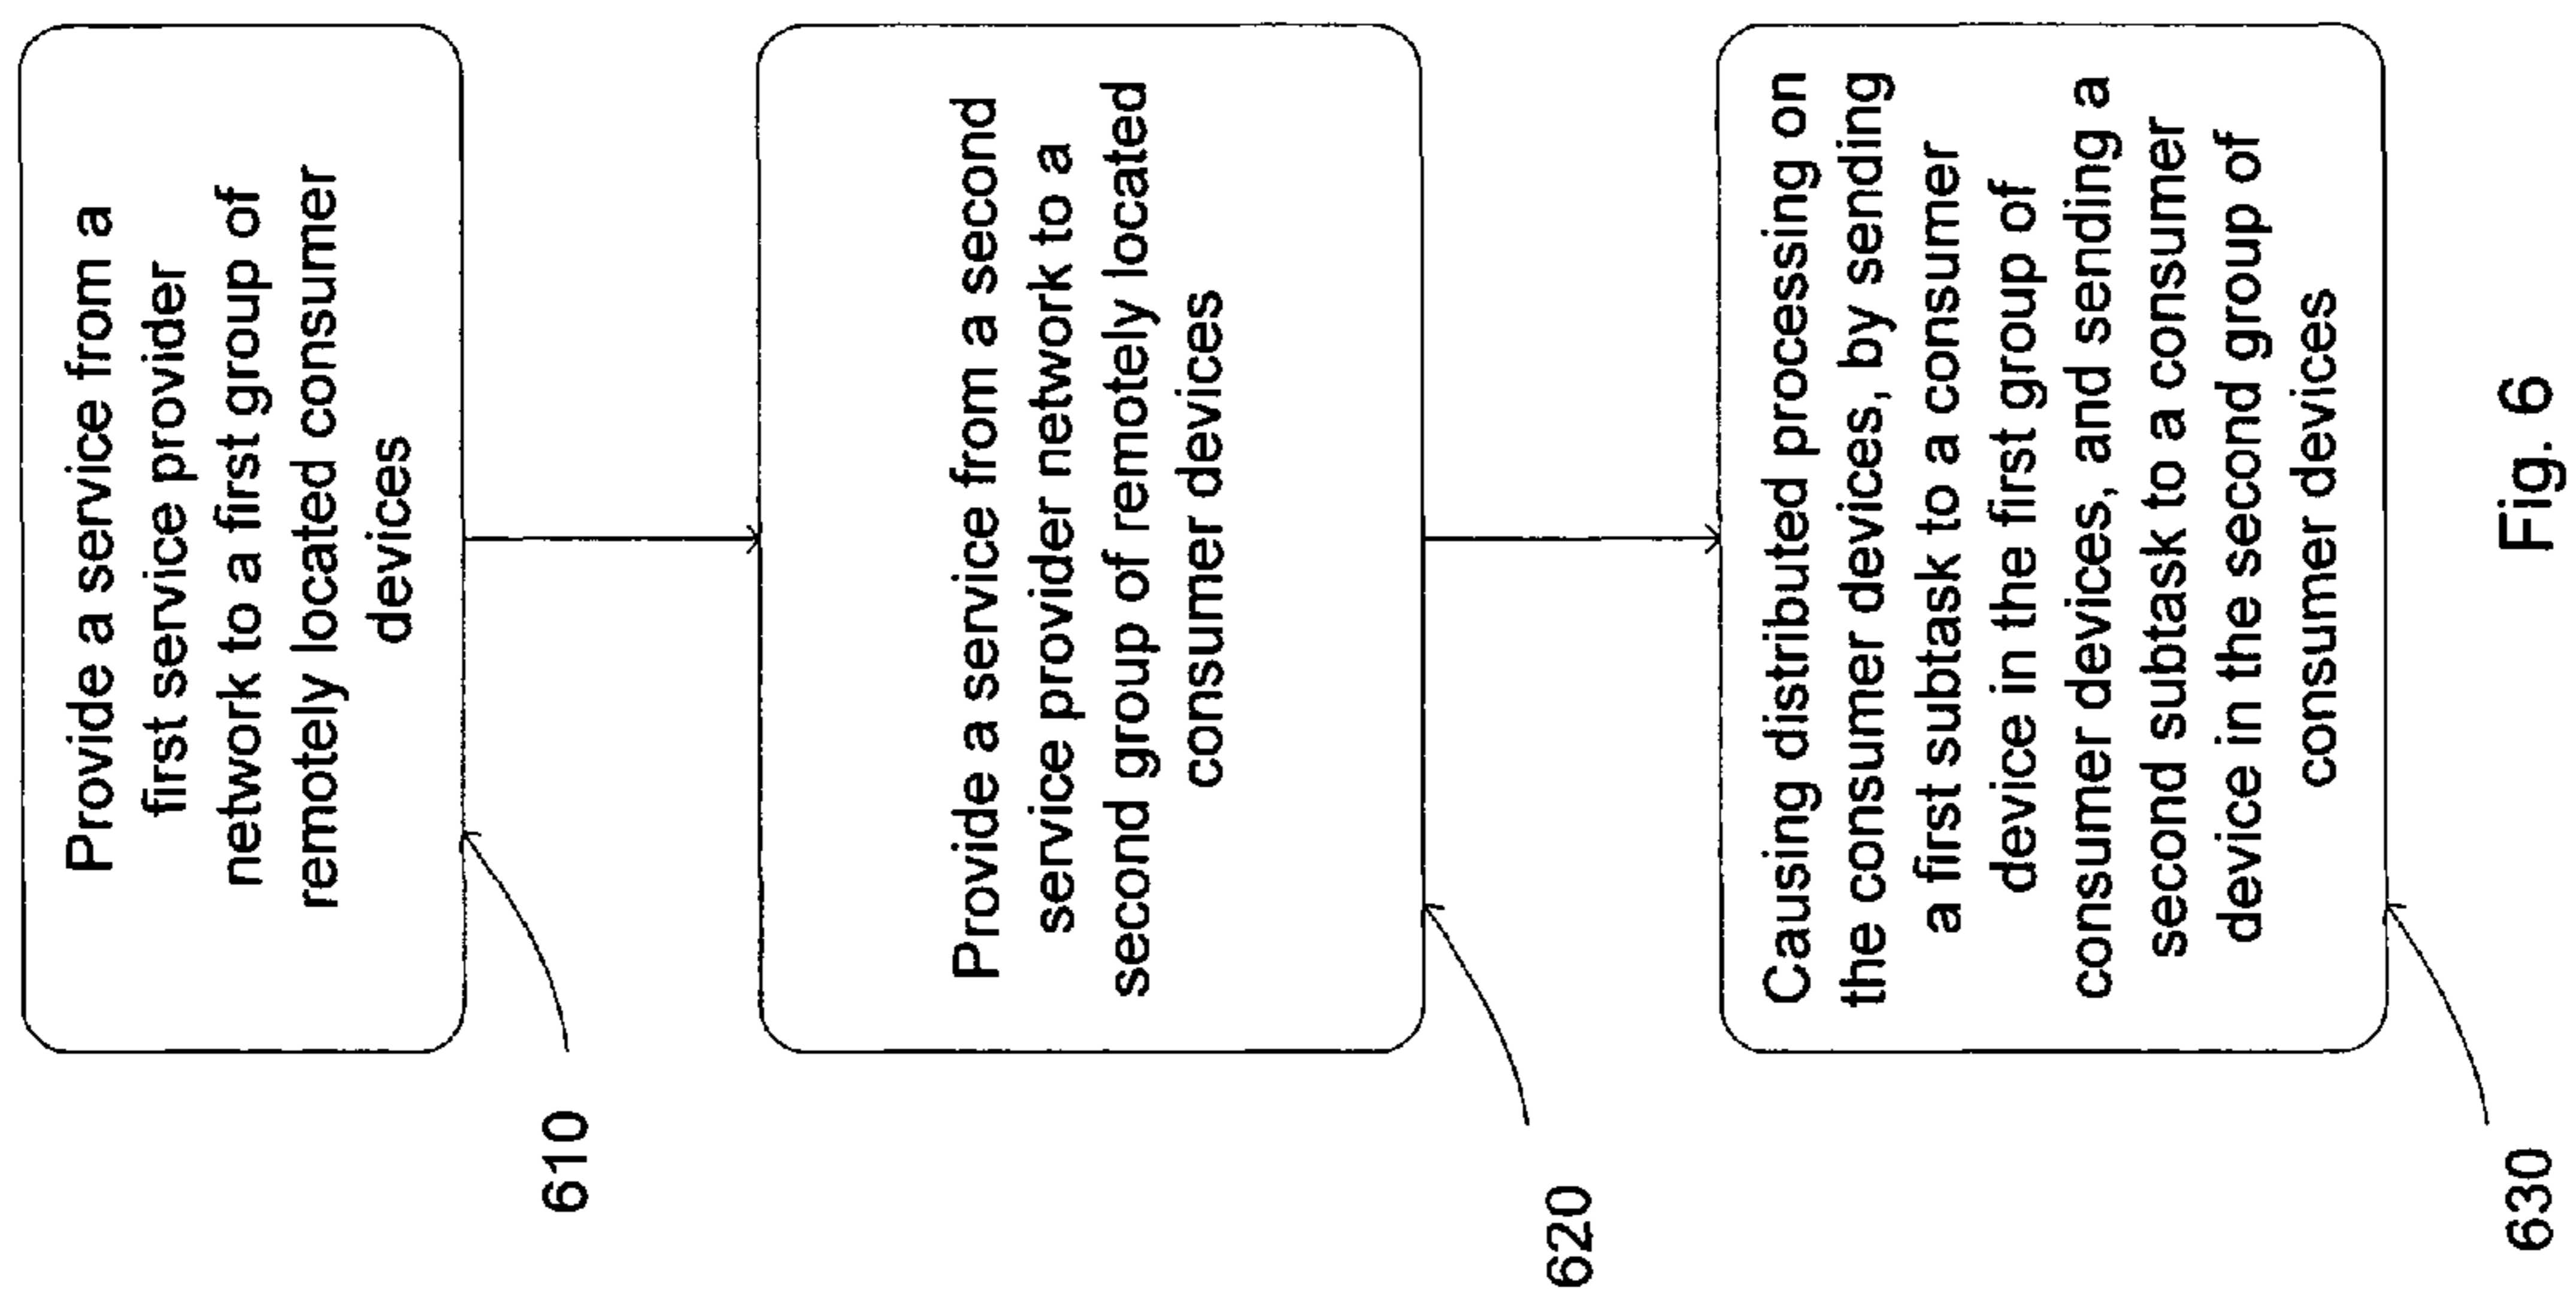 Provide a service from a
first service provider
network to a first group of
remotely located consumer
devices
610
Provide a service from a second
service provider network to a
second group of remotely located
consumer devices
620
Causing distributed processing on
the consumer devices, by sending
a first subtask to a consumer
device in the first group of
consumer devices, and sending a
second subtask to a consumer
device in the second group of
consumer devices
630
Fig. 6